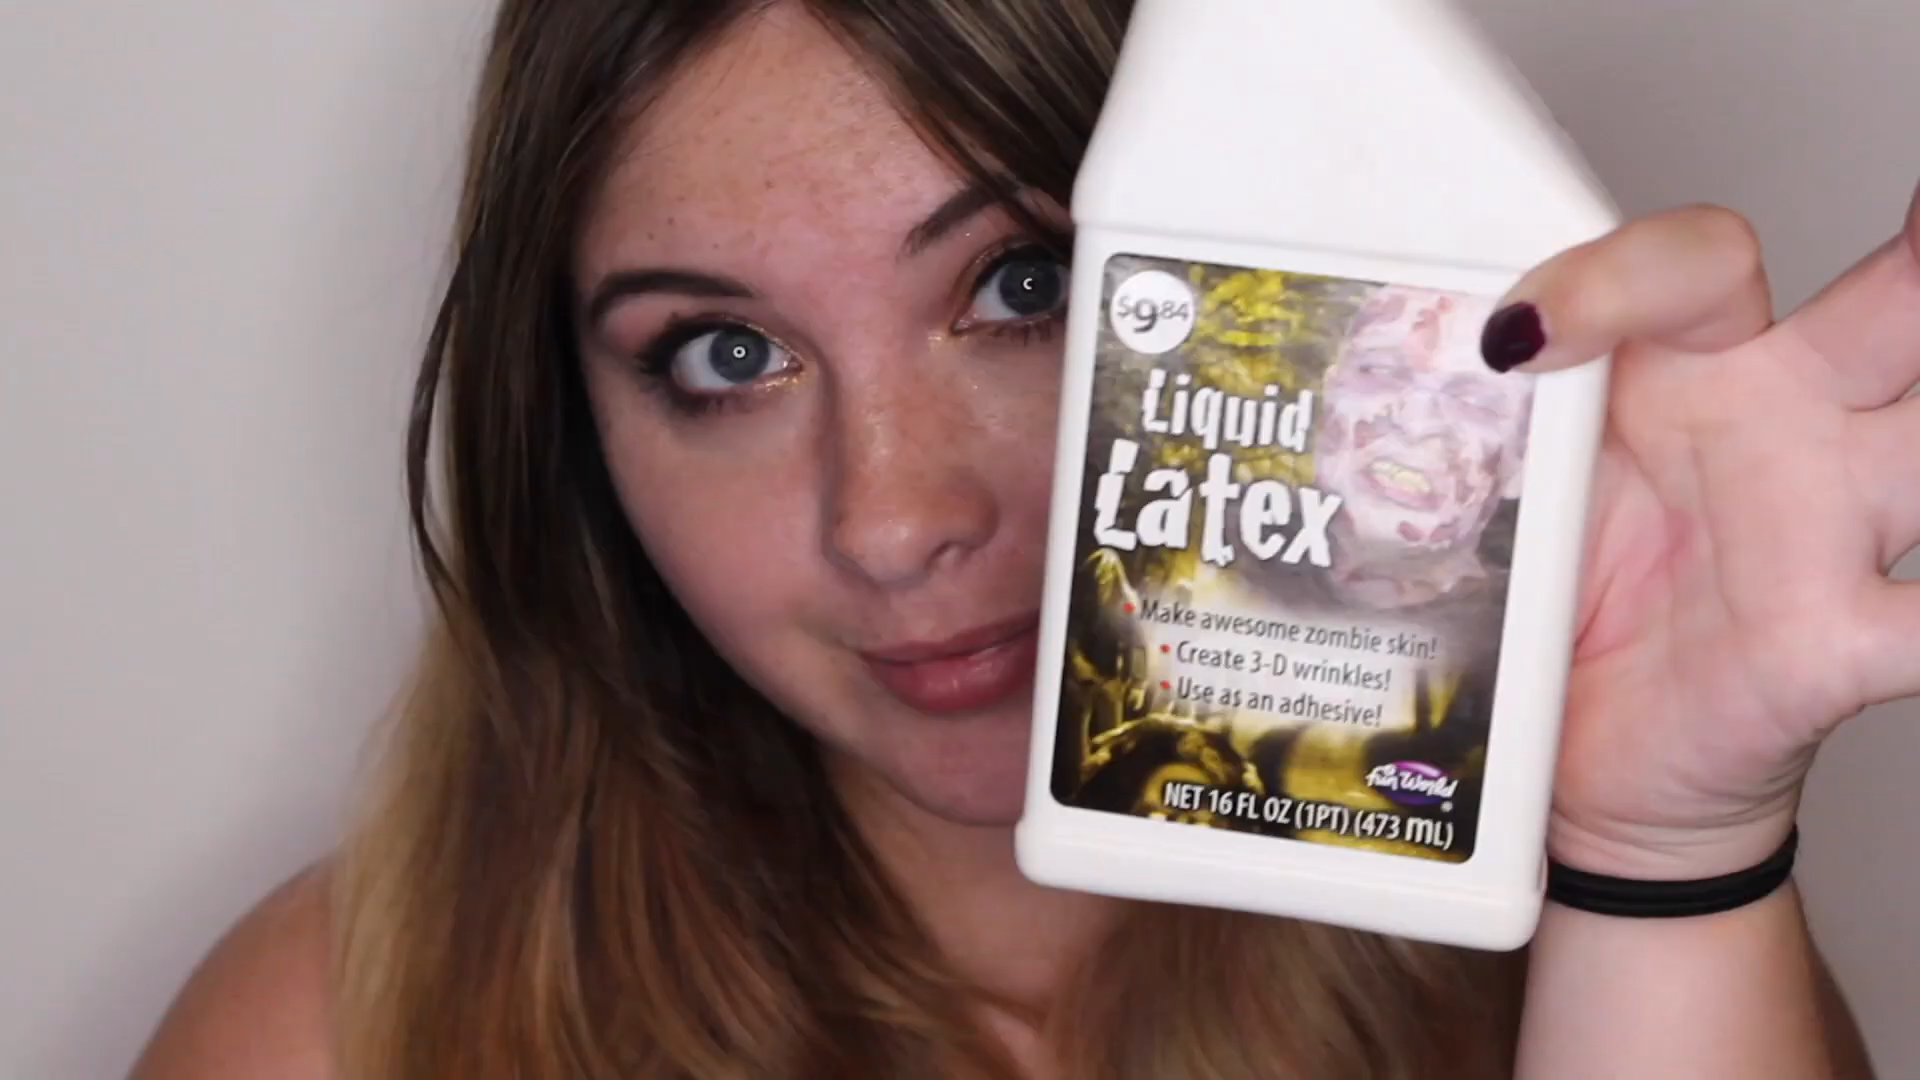 $9.84
Liquid
Latex
• Make awesome zombie skin!
• Create 3-D wrinkles!
• Use as an adhesive!
Fun World ®
NET 16 FL OZ (1PT) (473 mL)